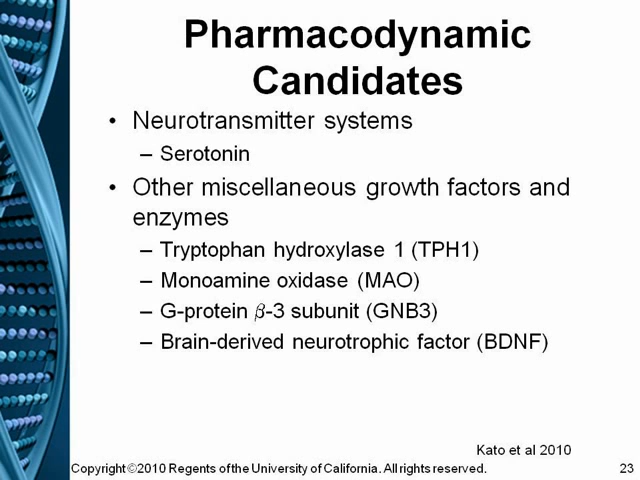 Pharmacodynamic
Candidates
• Neurotransmitter systems
– Serotonin
• Other miscellaneous growth factors and
enzymes
– Tryptophan hydroxylase 1 (TPH1)
– Monoamine oxidase (MAO)
– G-protein β-3 subunit (GNB3)
– Brain-derived neurotrophic factor (BDNF)
Kato et al 2010
Copyright ©2010 Regents of the University of California. All rights reserved. 23